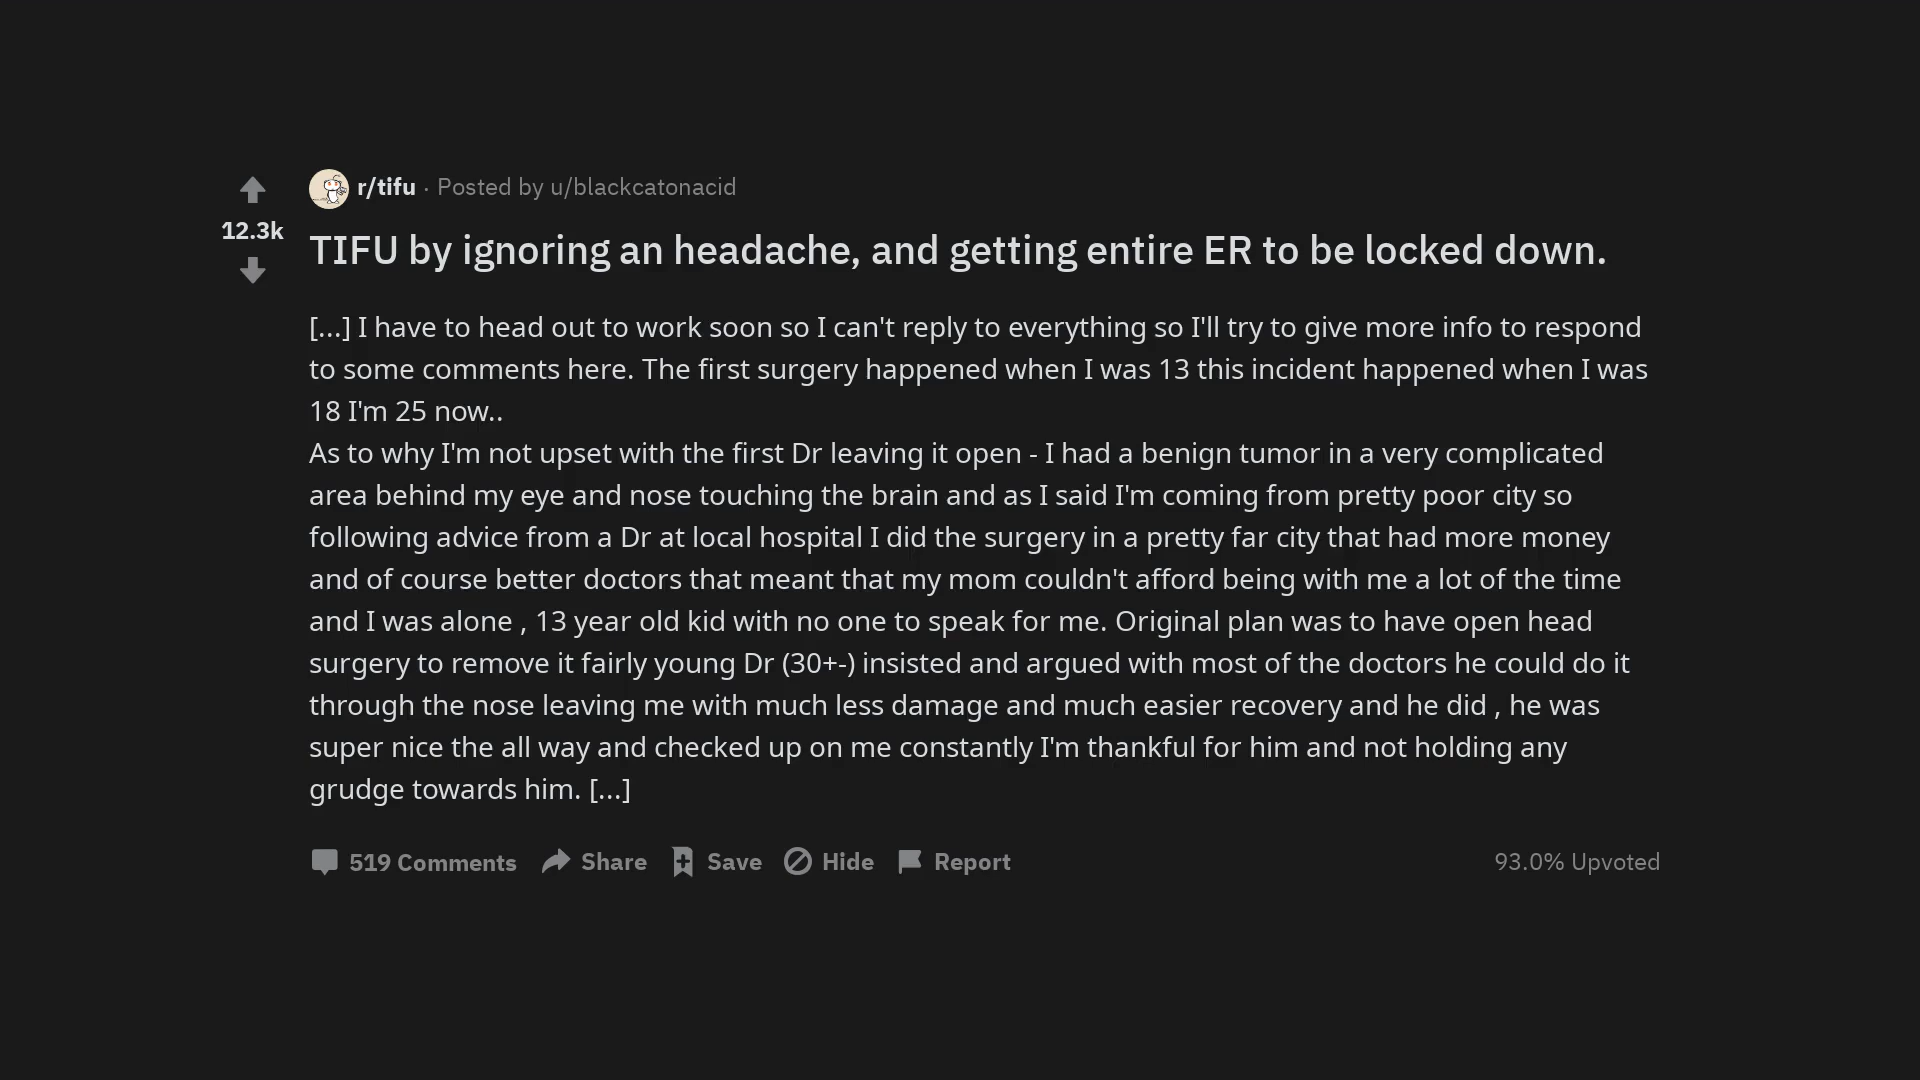 r/tifu · Posted by u/blackcatonacid
12.3k
TIFU by ignoring an headache, and getting entire ER to be locked down.
[...] I have to head out to work soon so I can't reply to everything so I'll try to give more info to respond
to some comments here. The first surgery happened when I was 13 this incident happened when I was
18 I'm 25 now..
As to why I'm not upset with the first Dr leaving it open - I had a benign tumor in a very complicated
area behind my eye and nose touching the brain and as I said I'm coming from pretty poor city so
following advice from a Dr at local hospital I did the surgery in a pretty far city that had more money
and of course better doctors that meant that my mom couldn't afford being with me a lot of the time
and I was alone , 13 year old kid with no one to speak for me. Original plan was to have open head
surgery to remove it fairly young Dr (30+-) insisted and argued with most of the doctors he could do it
through the nose leaving me with much less damage and much easier recovery and he did , he was
super nice the all way and checked up on me constantly I'm thankful for him and not holding any
grudge towards him. [...]
519 Comments Share Save Hide Report 93.0% Upvoted